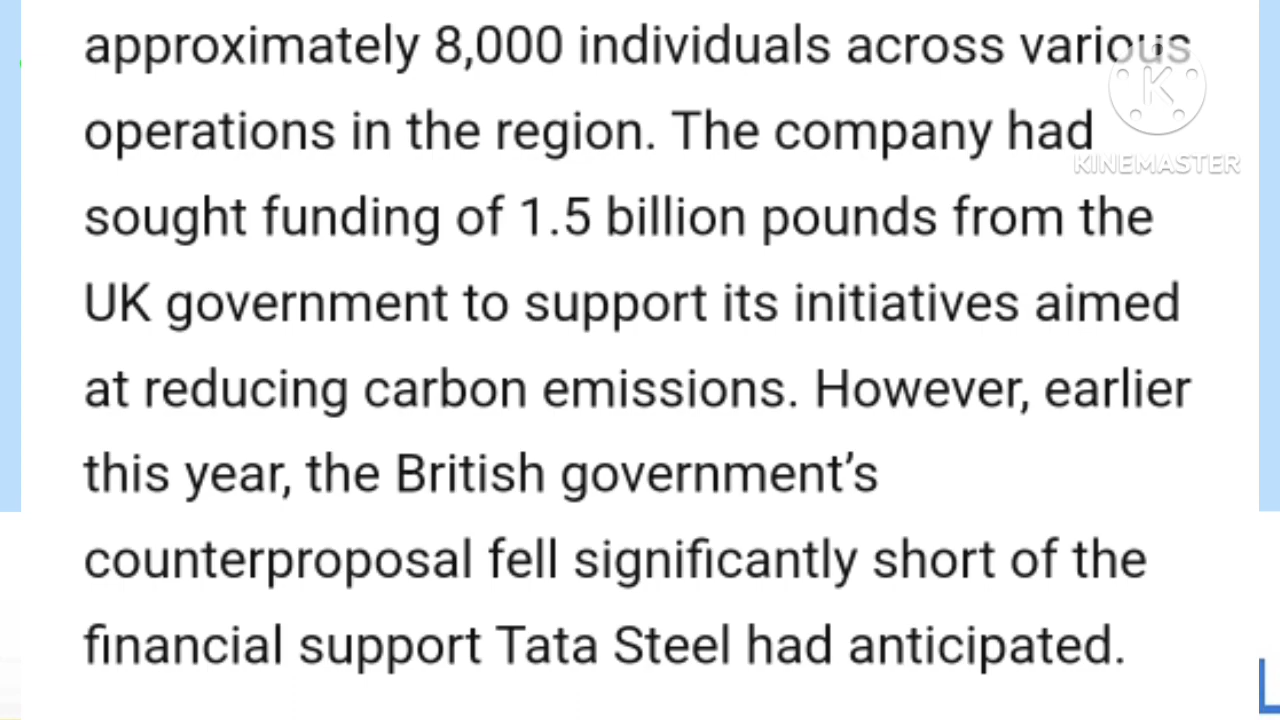 approximately 8,000 individuals across various
operations in the region. The company had
KINEMASTER
sought funding of 1.5 billion pounds from the
UK government to support its initiatives aimed
at reducing carbon emissions. However, earlier
this year, the British government’s
counterproposal fell significantly short of the
financial support Tata Steel had anticipated.